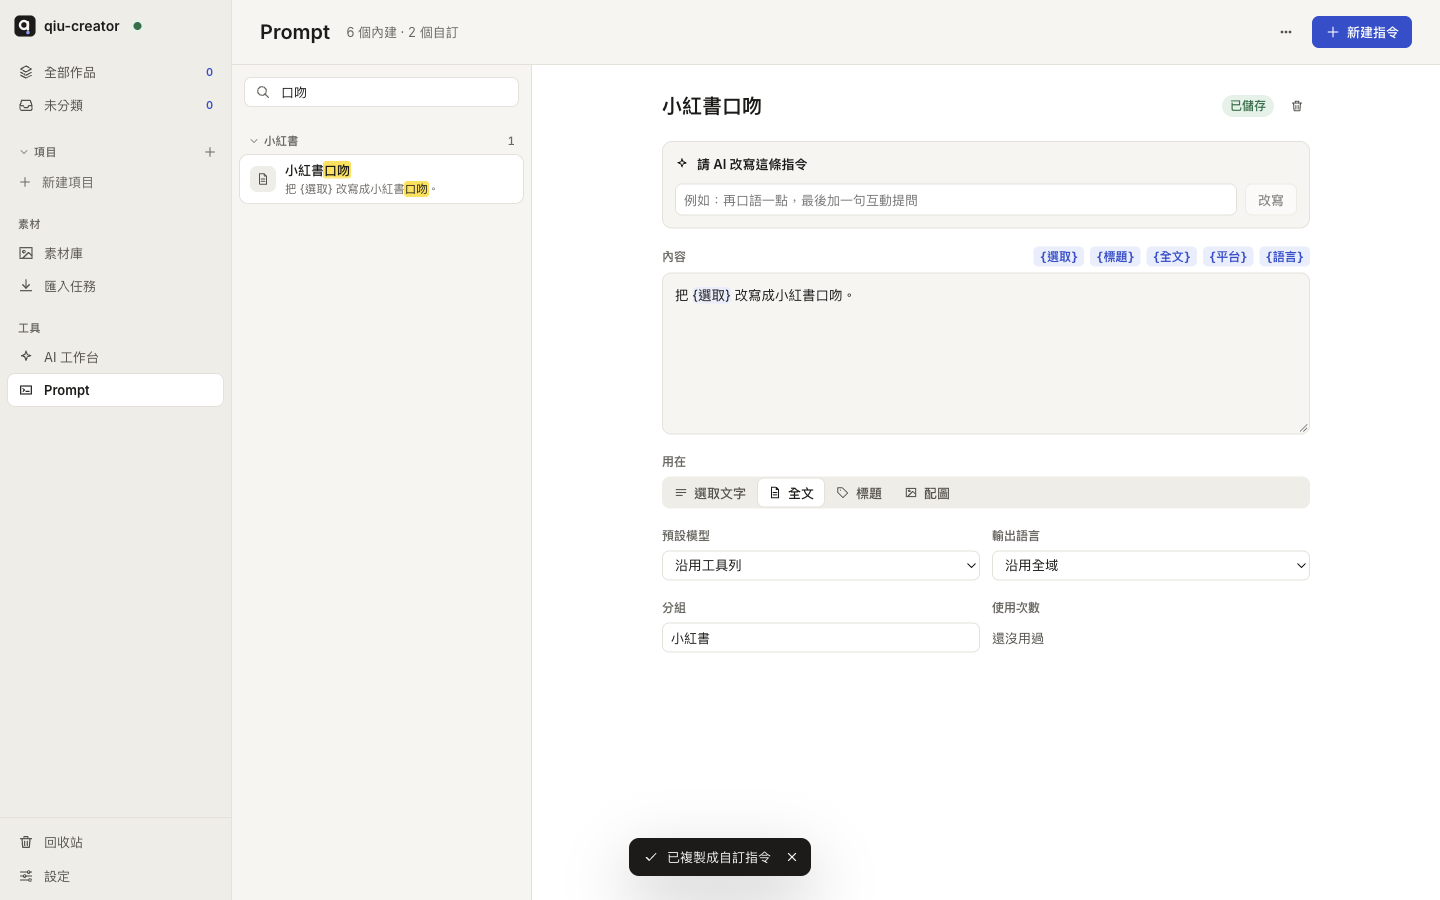 qiu-creator
全部作品 0
未分類 0
項目
新建項目
素材
素材庫
匯入任務
工具
AI 工作台
Prompt
回收站
設定
Prompt 6 個內建 · 2 個自訂
新建指令
口吻
小紅書 1
小紅書口吻
把 {選取} 改寫成小紅書口吻。
小紅書口吻
已儲存
請 AI 改寫這條指令
例如：再口語一點，最後加一句互動提問 改寫
內容 {選取} {標題} {全文} {平台} {語言}
把 {選取} 改寫成小紅書口吻。
用在
選取文字 全文 標題 配圖
預設模型 輸出語言
沿用工具列 沿用全域
分組 使用次數
小紅書 還沒用過
已複製成自訂指令